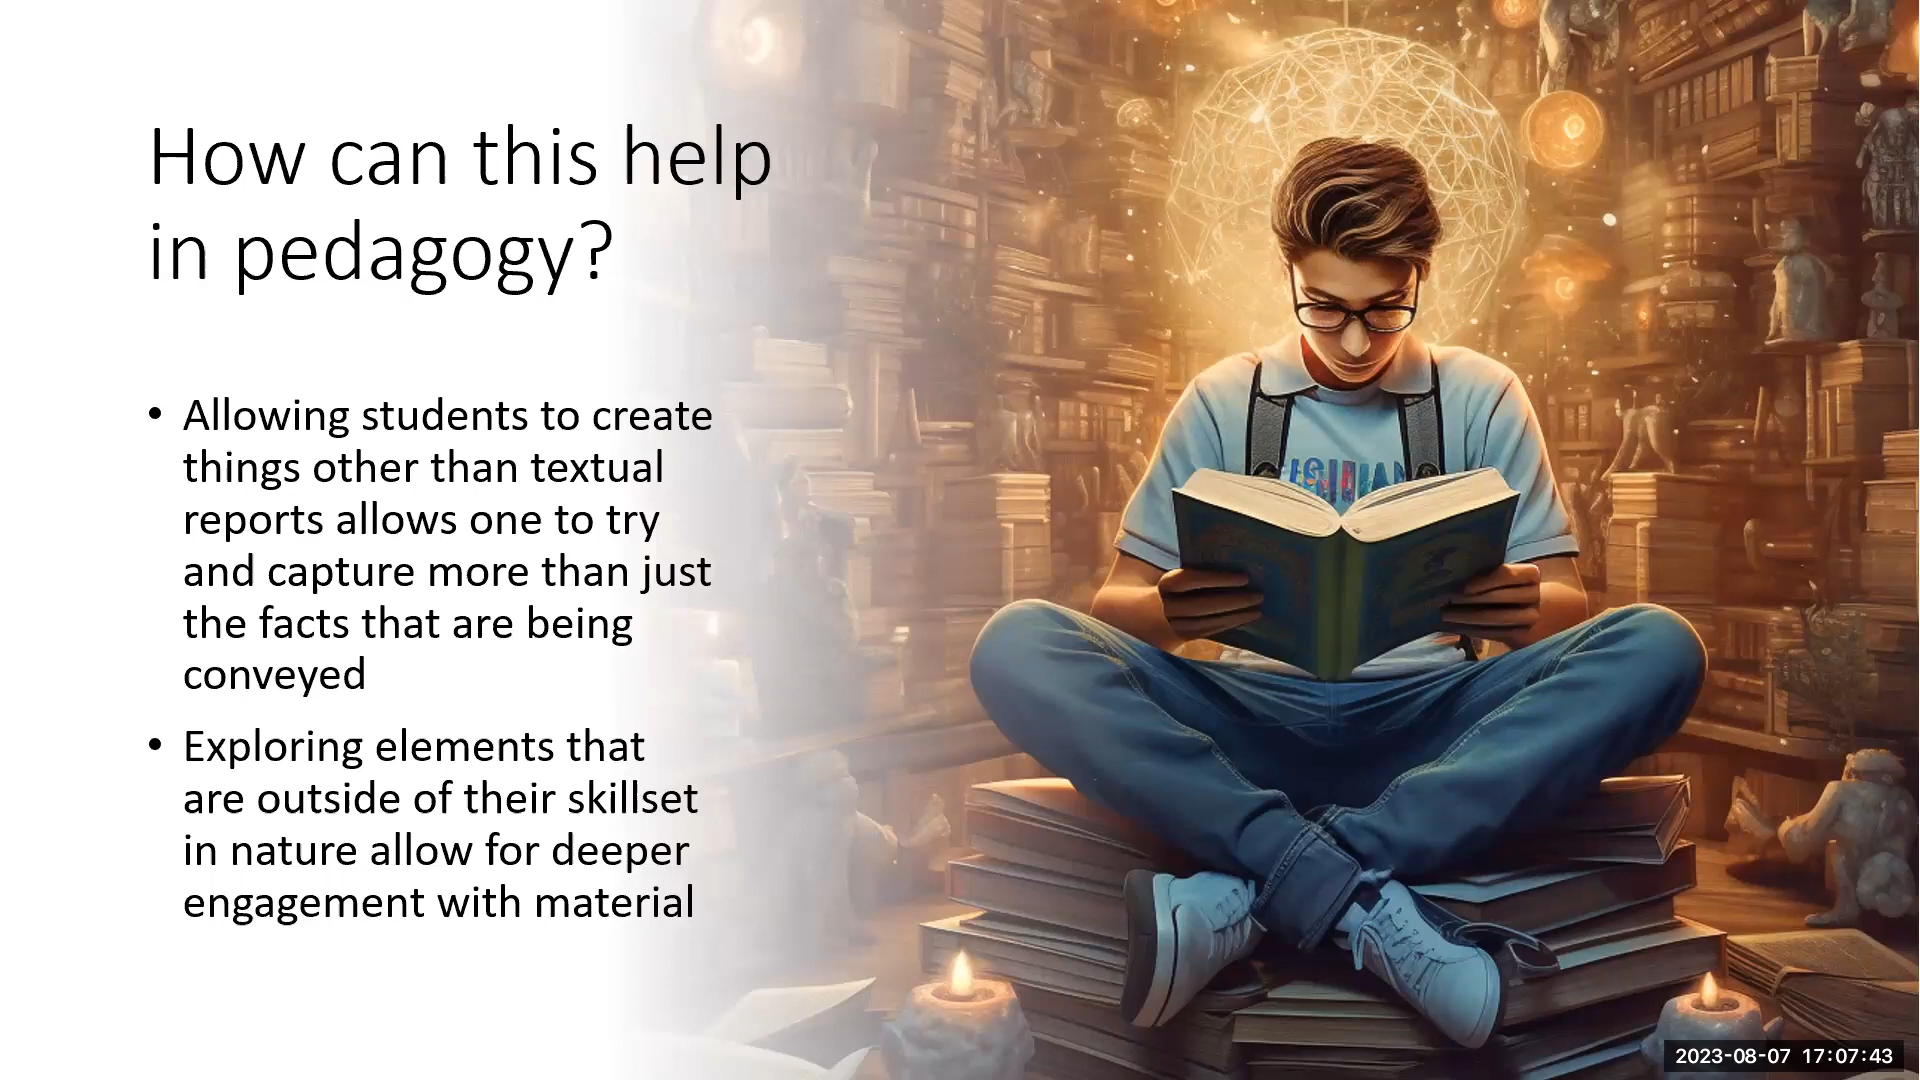 How can this help
in pedagogy?
• Allowing students to create
things other than textual
reports allows one to try
and capture more than just
the facts that are being
conveyed
• Exploring elements that
are outside of their skillset
in nature allow for deeper
engagement with material
2023-08-07 17:07:43